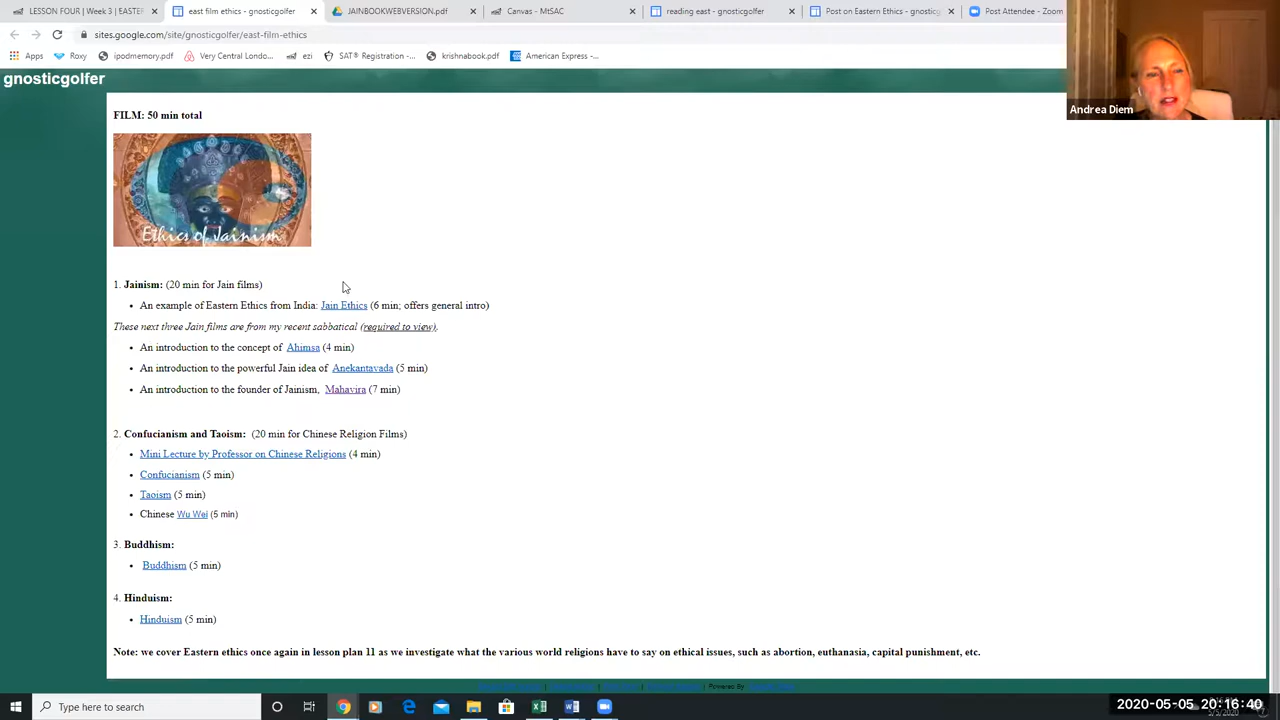 LESSON FOUR | Week 3 | EASTER
east film ethics - gnosticgolfer
JAINBOOKWEBVERSION.pdf
Canvas - MtSAC
reading east - gnosticgolfer
Post on Eastern Ethics - gnosticg
Post Attendee - Zoom
sites.google.com/site/gnosticgolfer/east-film-ethics
Apps
Roxy
ipodmemory.pdf
Very Central Londo...
ezi
SAT® Registration -...
krishnabook.pdf
American Express -...
Andrea Diem
gnosticgolfer
FILM: 50 min total
Ethics of Jainism
1. Jainism: (20 min for Jain films)
• An example of Eastern Ethics from India: Jain Ethics (6 min; offers general intro)
These next three Jain films are from my recent sabbatical (required to view).
• An introduction to the concept of Ahimsa (4 min)
• An introduction to the powerful Jain idea of Anekantavada (5 min)
• An introduction to the founder of Jainism, Mahavira (7 min)
2. Confucianism and Taoism: (20 min for Chinese Religion Films)
• Mini Lecture by Professor on Chinese Religions (4 min)
• Confucianism (5 min)
• Taoism (5 min)
• Chinese Wu Wei (5 min)
3. Buddhism:
• Buddhism (5 min)
4. Hinduism:
• Hinduism (5 min)
Note: we cover Eastern ethics once again in lesson plan 11 as we investigate what the various world religions have to say on ethical issues, such as abortion, euthanasia, capital punishment, etc.
Powered By
Type here to search
2020-05-05 20:16:40